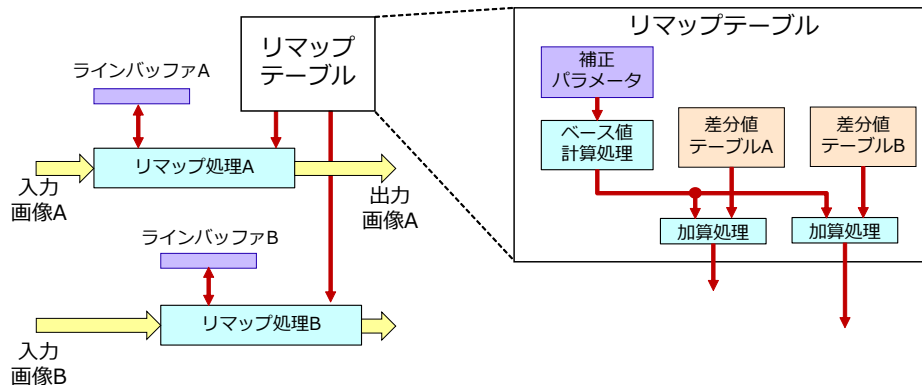 リマップ
テーブル
ラインバッファA
リマップ処理A
入力
画像A
出力
画像A
ラインバッファB
リマップ処理B
入力
画像B
リマップテーブル
補正
パラメータ
ベース値
計算処理
差分値
テーブルA
差分値
テーブルB
加算処理
加算処理